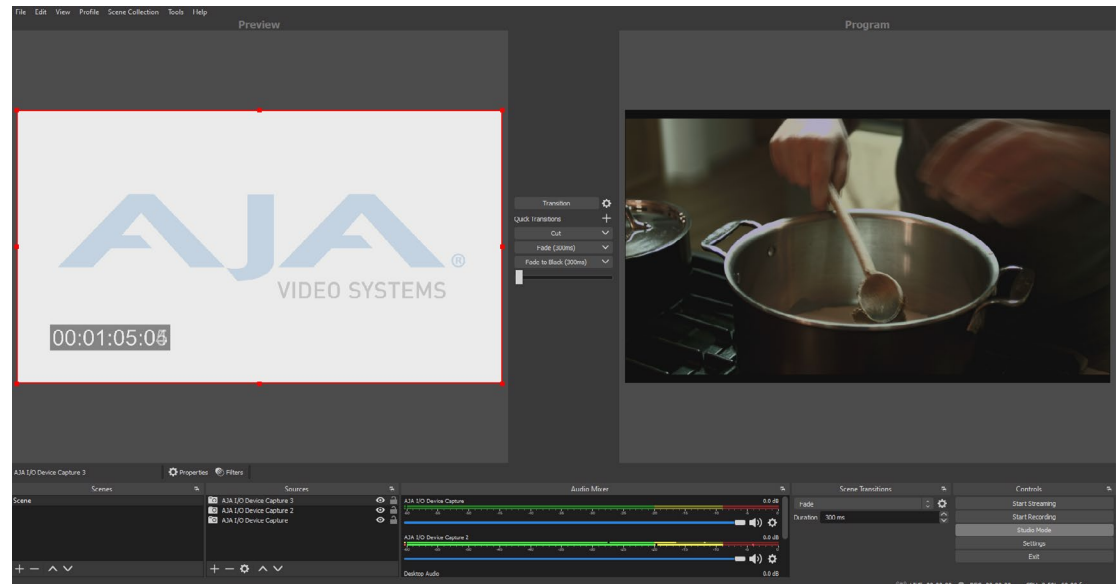 File Edit View Profile Scene Collection Tools Help
Preview
Program
AJA®
VIDEO SYSTEMS
Transition
Quick Transitions
Cut
Fade (300ms)
Fade to Black (300ms)
AJA I/O Device Capture 3
Properties
Filters
Scenes
Scene
Sources
AJA I/O Device Capture 3
AJA I/O Device Capture 2
AJA I/O Device Capture
Audio Mixer
AJA I/O Device Capture 0.0 dB
AJA I/O Device Capture 2 0.0 dB
Desktop Audio 0.0 dB
Scene Transitions
Fade
Duration 300 ms
Controls
Start Streaming
Start Recording
Studio Mode
Settings
Exit